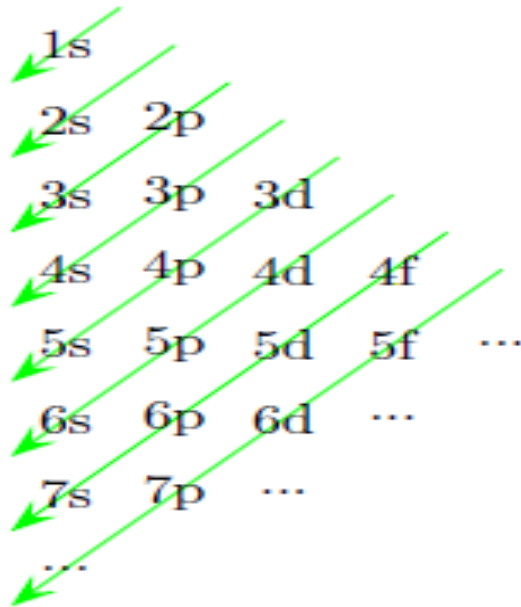 1s
2s 2p
3s 3p 3d
4s 4p 4d 4f
5s 5p 5d 5f ...
6s 6p 6d ...
7s 7p ...
...